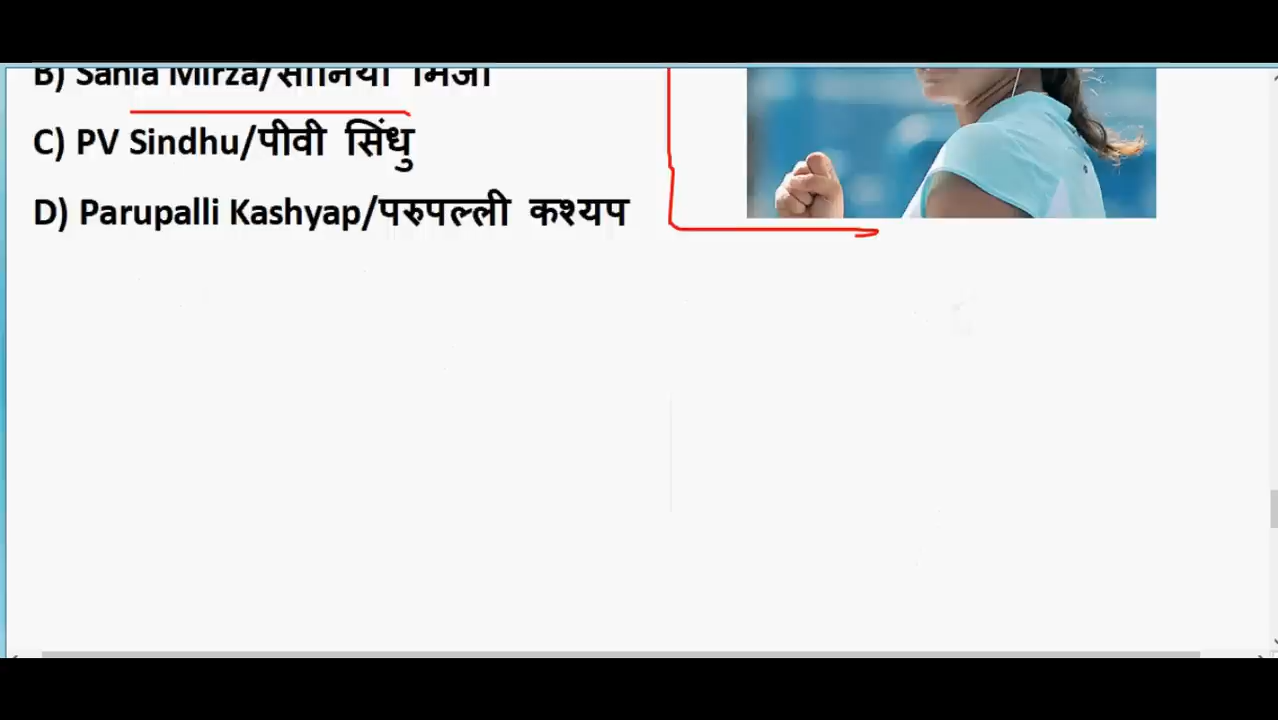 B) Sania Mirza/सानिया मिर्जा
C) PV Sindhu/पीवी सिंधु
D) Parupalli Kashyap/परुपल्ली कश्यप